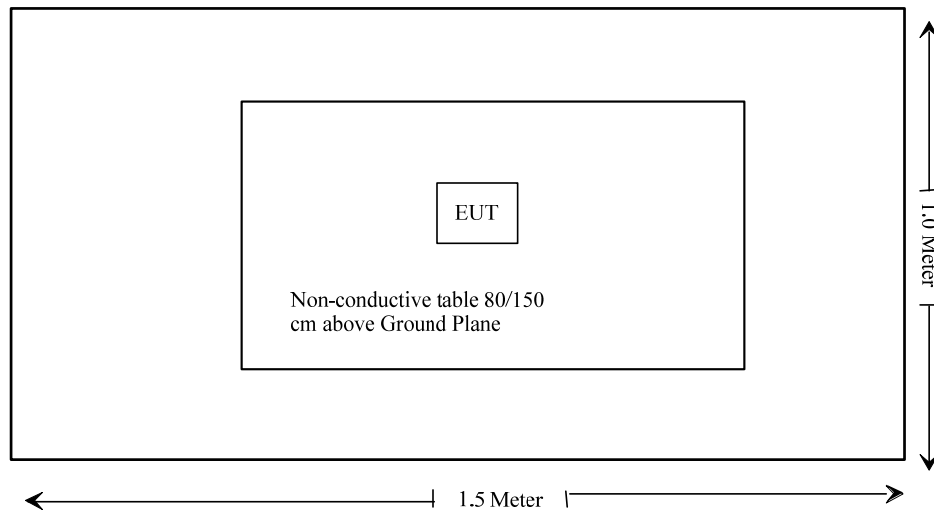 EUT
Non-conductive table 80/150
cm above Ground Plane
1.0 Meter
1.5 Meter